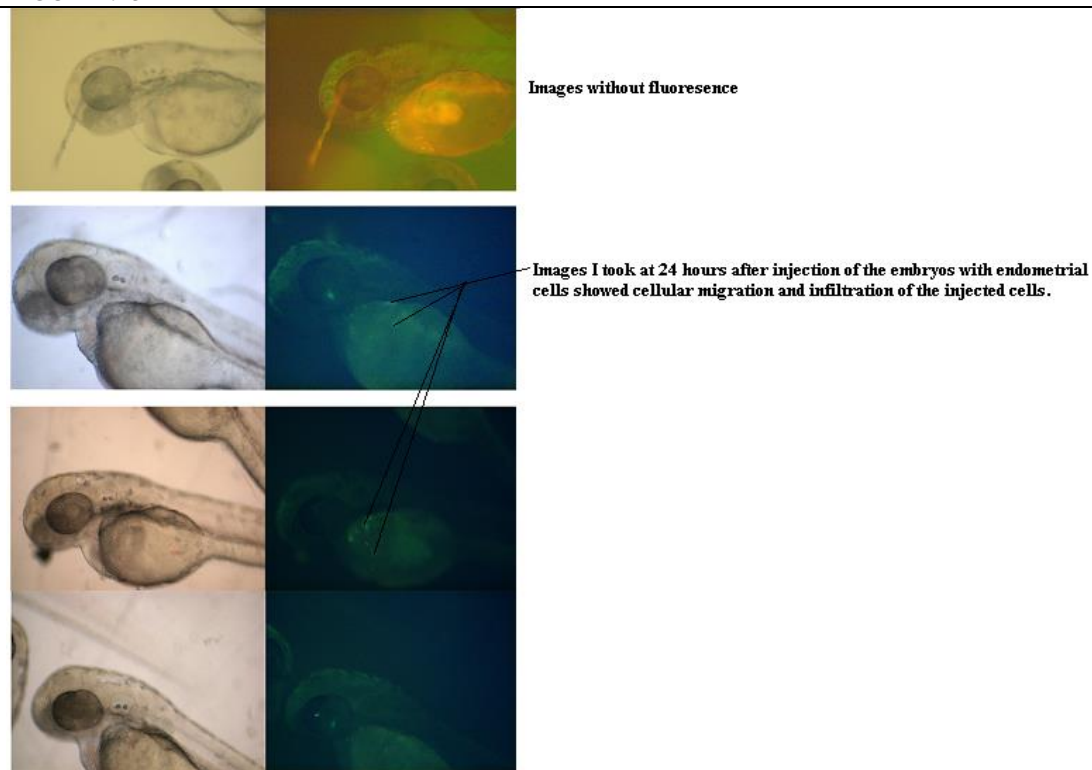 Images without fluoresence
Images I took at 24 hours after injection of the embryos with endometrial
cells showed cellular migration and infiltration of the injected cells.